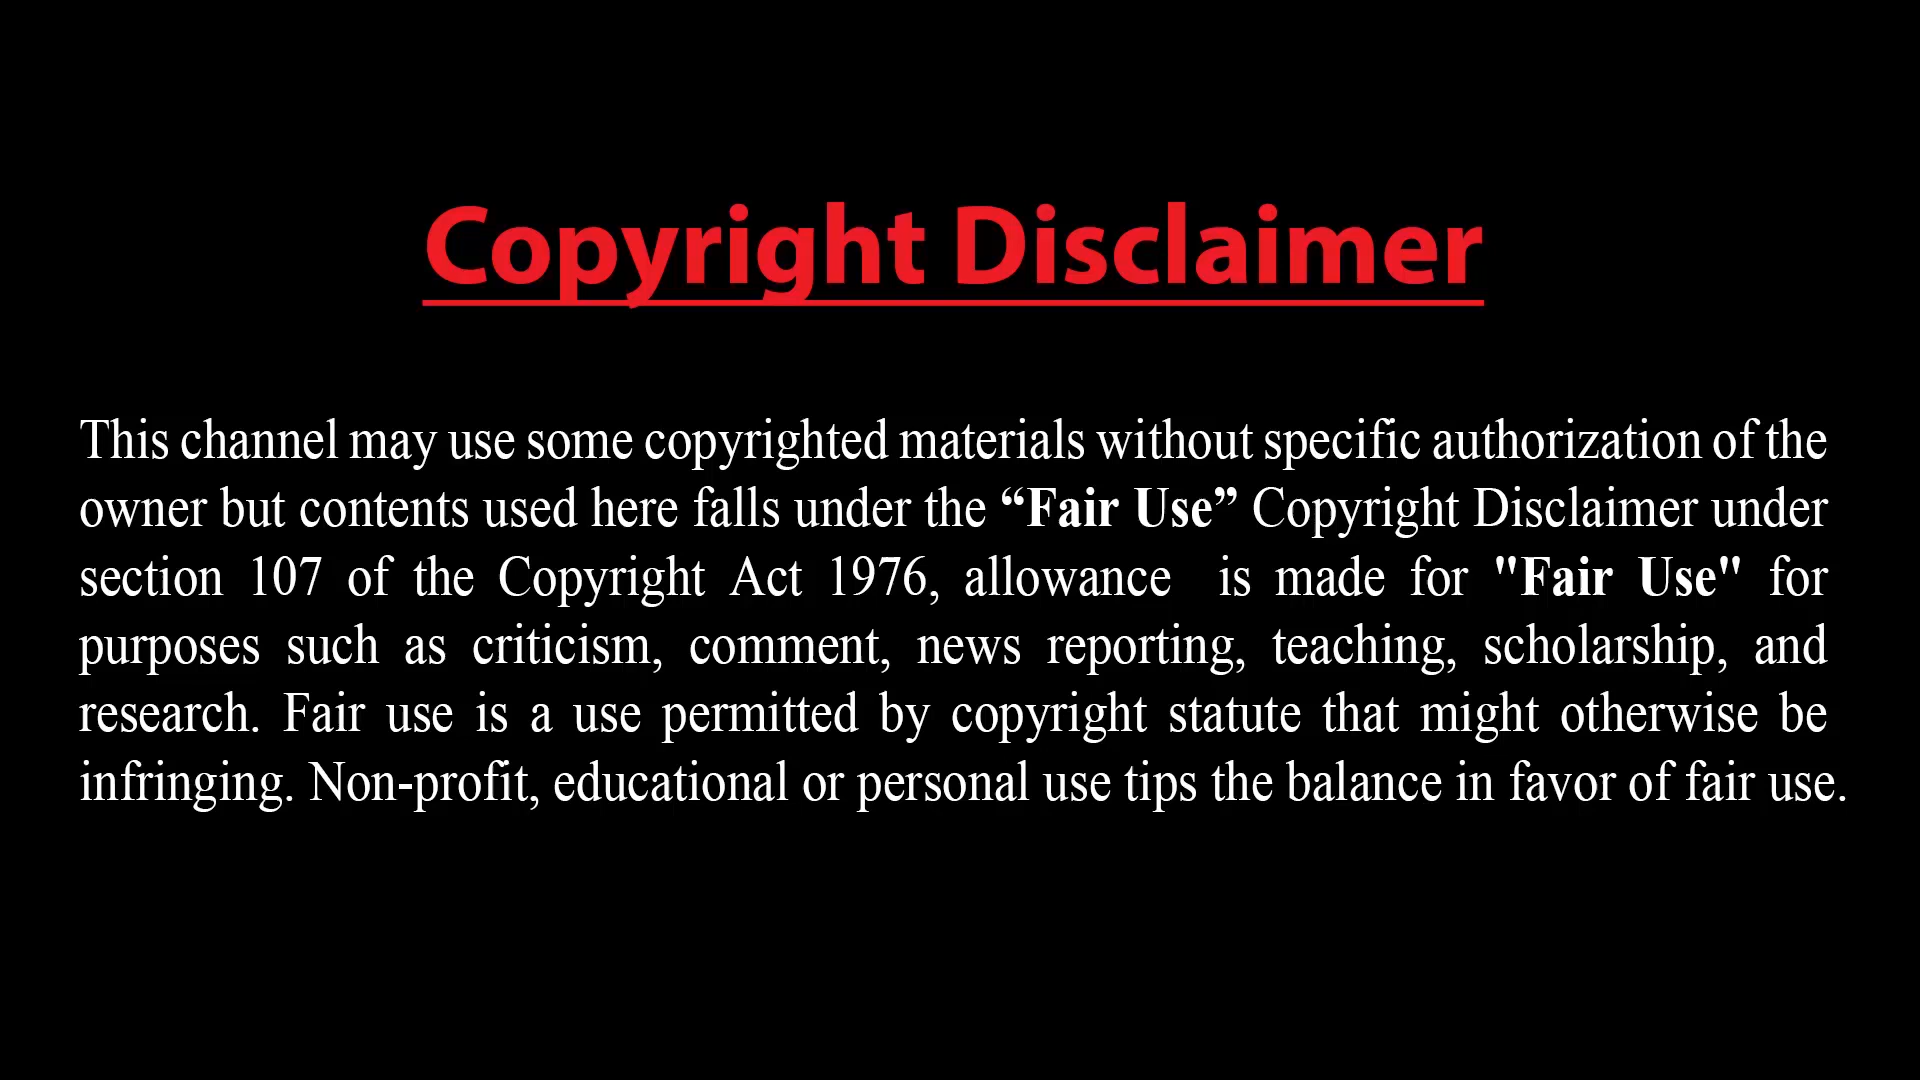 Copyright Disclaimer
This channel may use some copyrighted materials without specific authorization of the
owner but contents used here falls under the “Fair Use” Copyright Disclaimer under
section 107 of the Copyright Act 1976, allowance  is made for "Fair Use" for
purposes such as criticism, comment, news reporting, teaching, scholarship, and
research. Fair use is a use permitted by copyright statute that might otherwise be
infringing. Non-profit, educational or personal use tips the balance in favor of fair use.